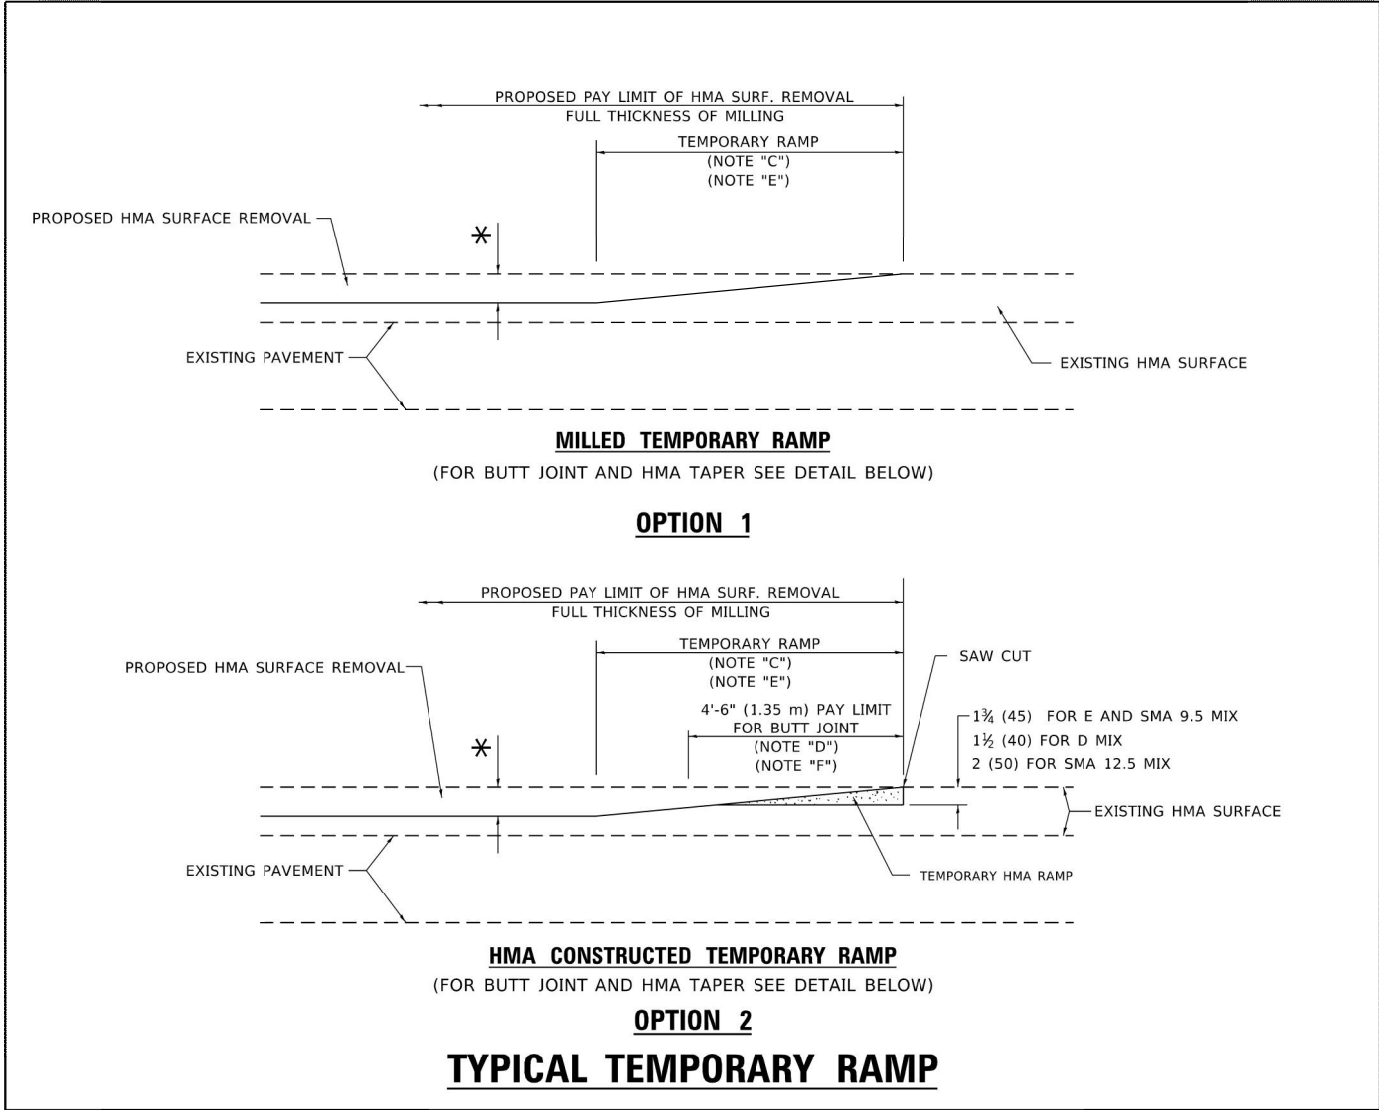 PROPOSED PAY LIMIT OF HMA SURF. REMOVAL
FULL THICKNESS OF MILLING
TEMPORARY RAMP
(NOTE "C")
(NOTE "E")
PROPOSED HMA SURFACE REMOVAL
*
EXISTING PAVEMENT
EXISTING HMA SURFACE
MILLED TEMPORARY RAMP
(FOR BUTT JOINT AND HMA TAPER SEE DETAIL BELOW)
OPTION 1
PROPOSED PAY LIMIT OF HMA SURF. REMOVAL
FULL THICKNESS OF MILLING
TEMPORARY RAMP
(NOTE "C")
(NOTE "E")
PROPOSED HMA SURFACE REMOVAL
SAW CUT
4'-6" (1.35 m) PAY LIMIT
FOR BUTT JOINT
(NOTE "D")
(NOTE "F")
1¾ (45) FOR E AND SMA 9.5 MIX
1½ (40) FOR D MIX
2 (50) FOR SMA 12.5 MIX
*
EXISTING HMA SURFACE
EXISTING PAVEMENT
TEMPORARY HMA RAMP
HMA CONSTRUCTED TEMPORARY RAMP
(FOR BUTT JOINT AND HMA TAPER SEE DETAIL BELOW)
OPTION 2
TYPICAL TEMPORARY RAMP